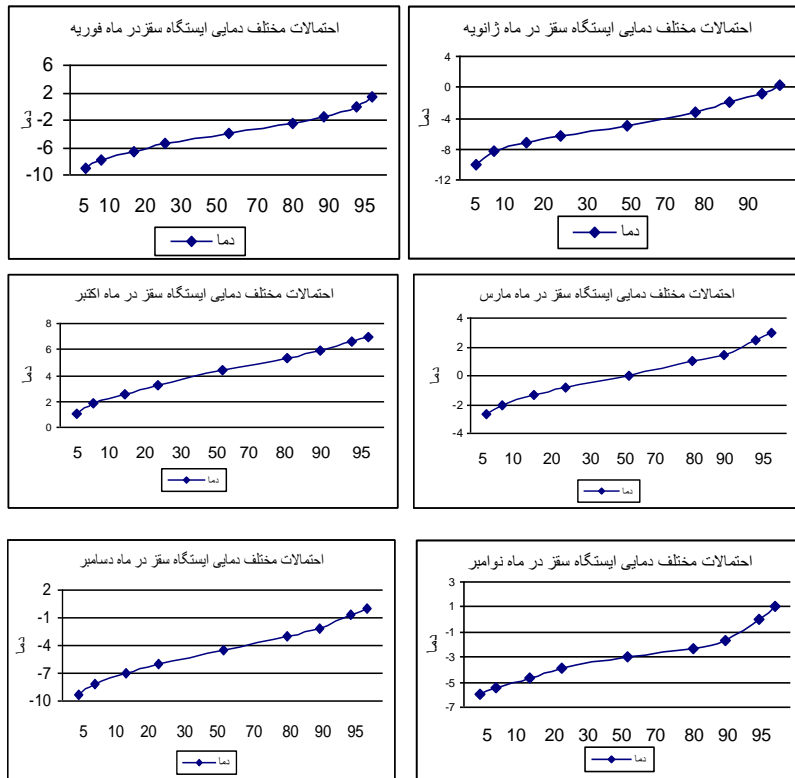 احتمالات مختلف دمایی ایستگاه سقزدر ماه فوریه
6
2
-2
-6
-10
دما
5 10 20 30 50 70 80 90 95
دما
احتمالات مختلف دمایی ایستگاه سقز در ماه ژانویه
4
0
-4
-8
-12
دما
5 10 20 30 50 70 80 90
دما
احتمالات مختلف دمایی ایستگاه سقز در ماه اکتبر
8
6
4
2
0
دما
5 10 20 30 50 70 80 90 95
دما
احتمالات مختلف دمایی ایستگاه سقز در ماه مارس
4
2
0
-2
-4
دما
5 10 20 30 50 70 80 90 95
دما
احتمالات مختلف دمایی ایستگاه سقز در ماه دسامبر
2
-1
-4
-7
-10
دما
5 10 20 30 50 70 80 90 95
دما
احتمالات مختلف دمایی ایستگاه سقز در ماه نوامبر
3
1
-1
-3
-5
-7
دما
5 10 20 30 50 70 80 90 95
دما